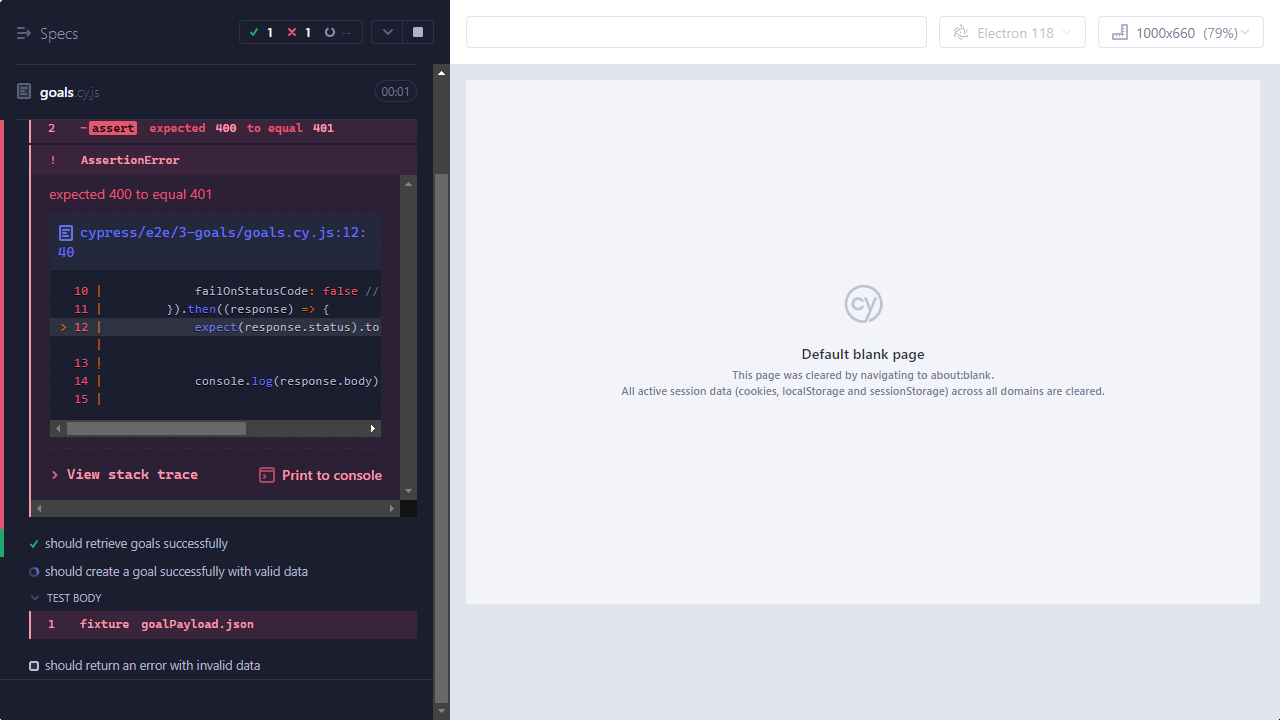 Specs
1 1 --
Electron 118
1000x660 (79%)
goals.cy.js
00:01
2 -assert expected 400 to equal 401
! AssertionError
expected 400 to equal 401
cypress/e2e/3-goals/goals.cy.js:12:
40
10 | failOnStatusCode: false //
11 | }).then((response) => {
> 12 | expect(response.status).to
|
13 |
14 | console.log(response.body)
15 |
> View stack trace
Print to console
should retrieve goals successfully
should create a goal successfully with valid data
TEST BODY
1 fixture goalPayload.json
should return an error with invalid data
cy
Default blank page
This page was cleared by navigating to about:blank.
All active session data (cookies, localStorage and sessionStorage) across all domains are cleared.